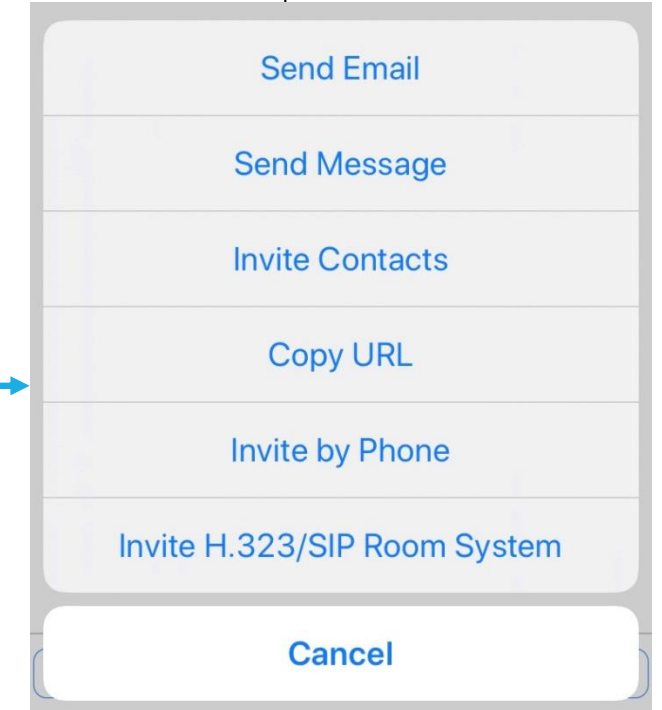 Send Email
Send Message
Invite Contacts
Copy URL
Invite by Phone
Invite H.323/SIP Room System
Cancel